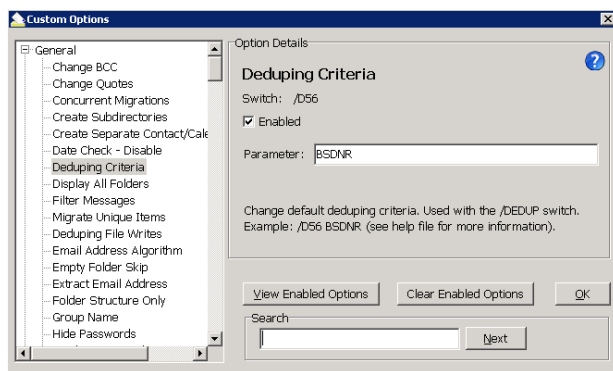 Custom Options
General
Change BCC
Change Quotes
Concurrent Migrations
Create Subdirectories
Create Separate Contact/Cale
Date Check - Disable
Deduping Criteria
Display All Folders
Filter Messages
Migrate Unique Items
Deduping File Writes
Email Address Algorithm
Empty Folder Skip
Extract Email Address
Folder Structure Only
Group Name
Hide Passwords
Option Details
Deduping Criteria
Switch: /D56
Enabled
Parameter: BSDNR
Change default deduping criteria. Used with the /DEDUP switch.
Example: /D56 BSDNR (see help file for more information).
View Enabled Options
Clear Enabled Options
OK
Search
Next